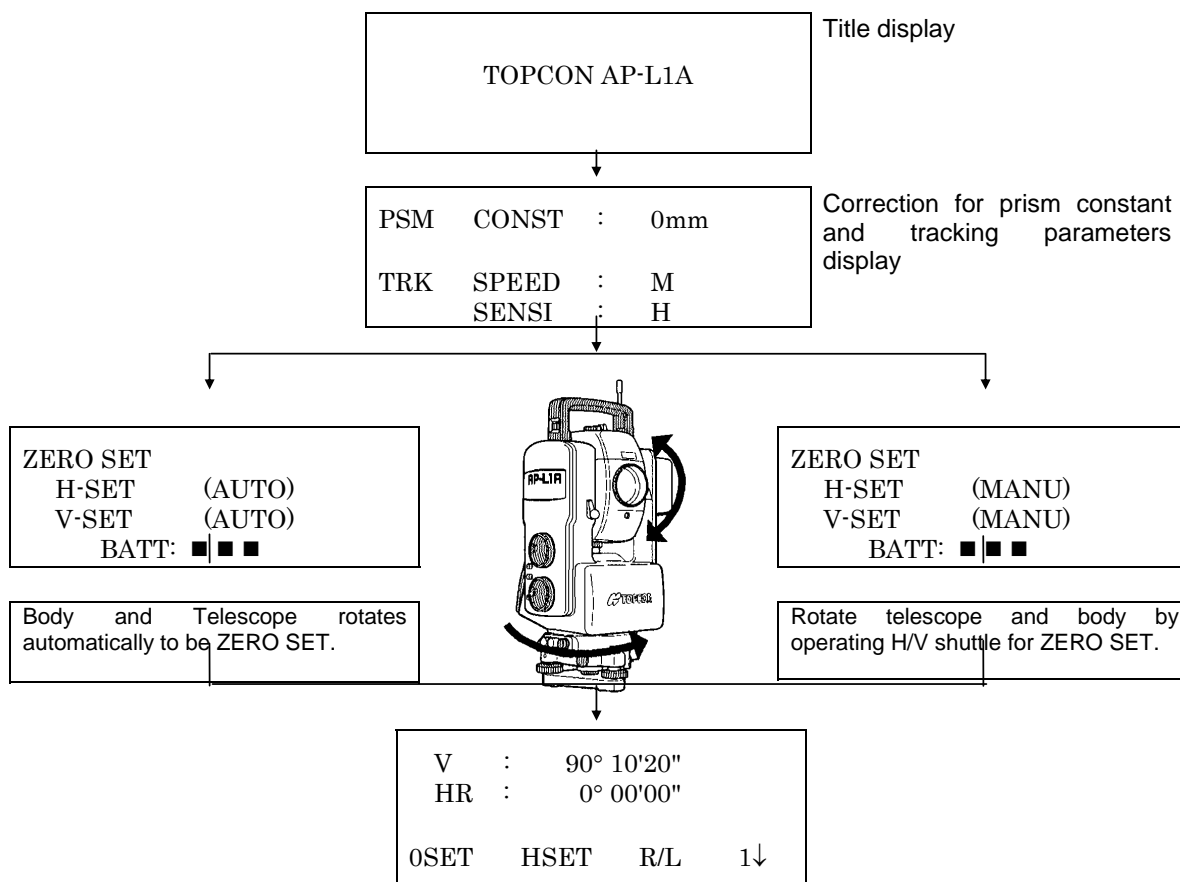 TOPCON AP-L1A
Title display
PSM CONST : 0mm
TRK SPEED : M
SENSI : H
Correction for prism constant
and tracking parameters
display
ZERO SET
H-SET (AUTO)
V-SET (AUTO)
BATT: ■ ■ ■
Body and Telescope rotates
automatically to be ZERO SET.
AP-L1A
TOPCON
ZERO SET
H-SET (MANU)
V-SET (MANU)
BATT: ■ ■ ■
Rotate telescope and body by
operating H/V shuttle for ZERO SET.
V : 90° 10'20"
HR : 0° 00'00"
0SET HSET R/L 1↓